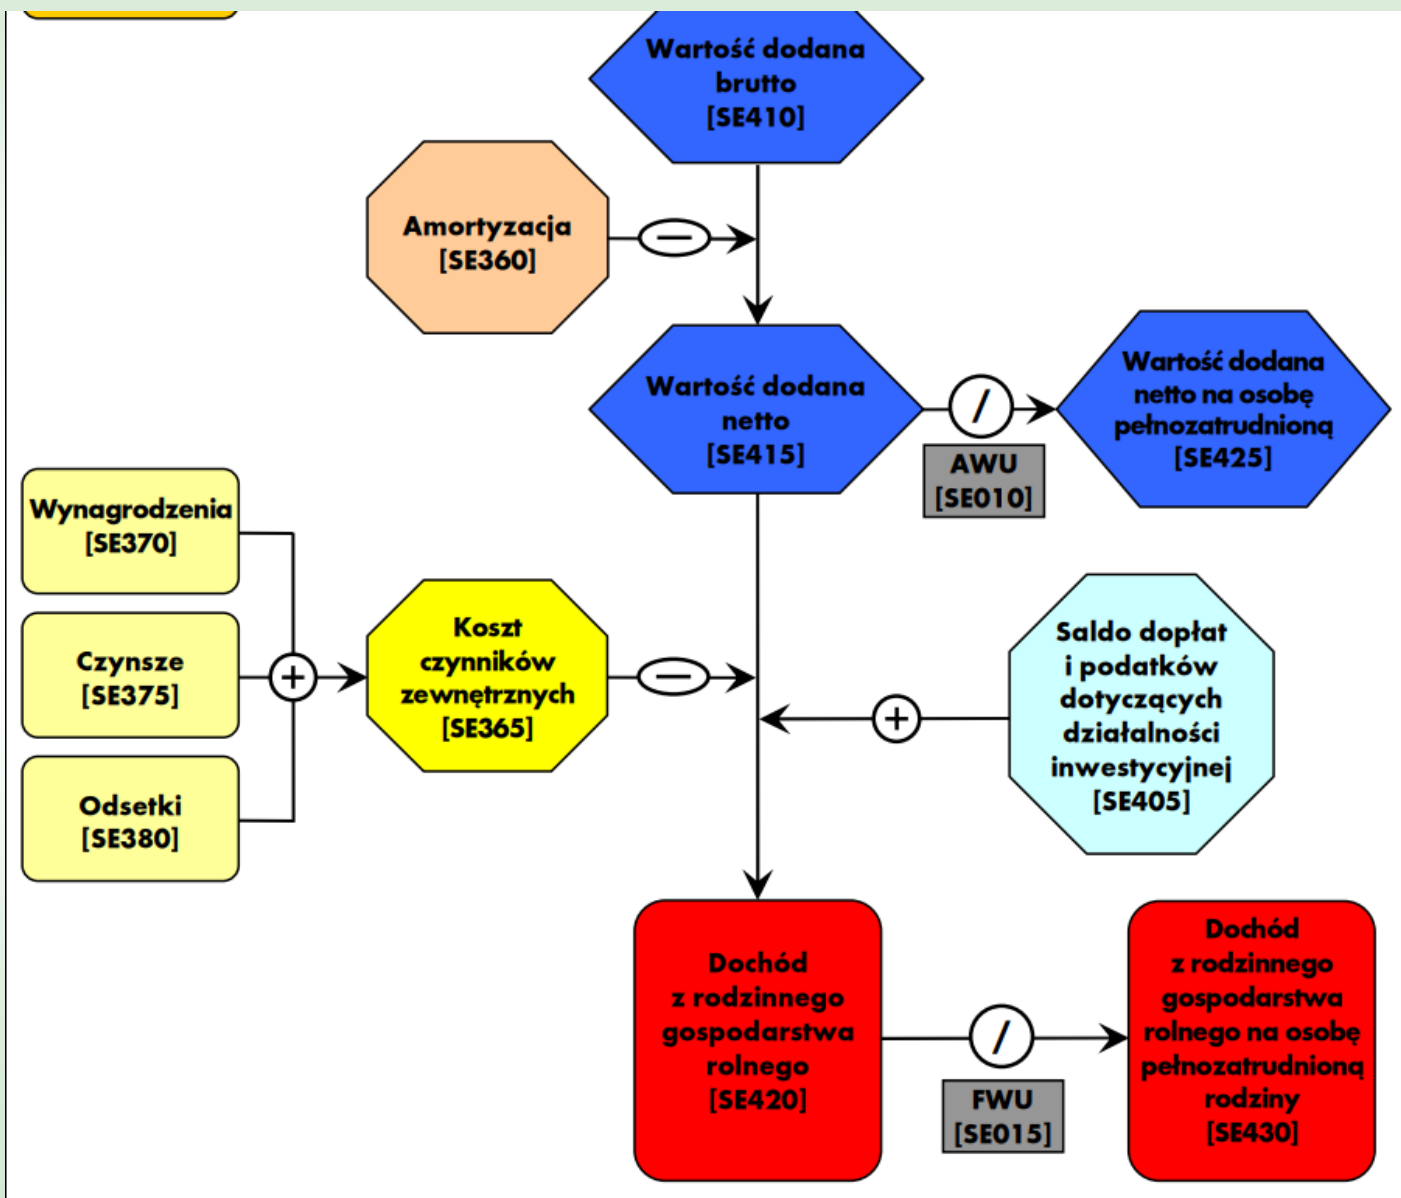 Wartość dodana
brutto
[SE410]
Amortyzacja
[SE360]
—
Wartość dodana
netto
[SE415]
/
AWU
[SE010]
Wartość dodana
netto na osobę
pełnozatrudnioną
[SE425]
Wynagrodzenia
[SE370]
Czynsze
[SE375]
Odsetki
[SE380]
+
Koszt
czynników
zewnętrznych
[SE365]
—
+
Saldo dopłat
i podatków
dotyczących
działalności
inwestycyjnej
[SE405]
Dochód
z rodzinnego
gospodarstwa
rolnego
[SE420]
/
FWU
[SE015]
Dochód
z rodzinnego
gospodarstwa
rolnego na osobę
pełnozatrudnioną
rodziny
[SE430]